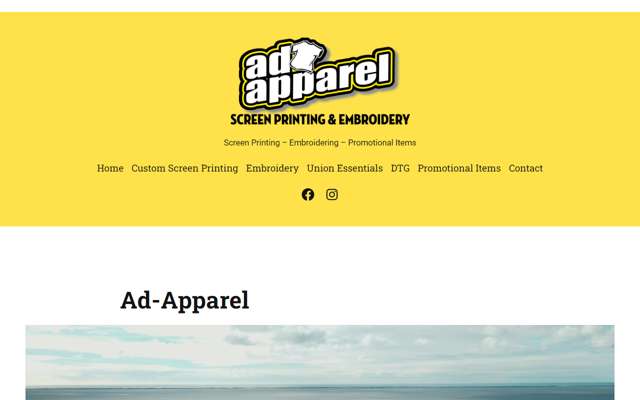 ad
apparel
SCREEN PRINTING & EMBROIDERY
Screen Printing – Embroidering – Promotional Items
Home Custom Screen Printing Embroidery Union Essentials DTG Promotional Items Contact
Ad-Apparel